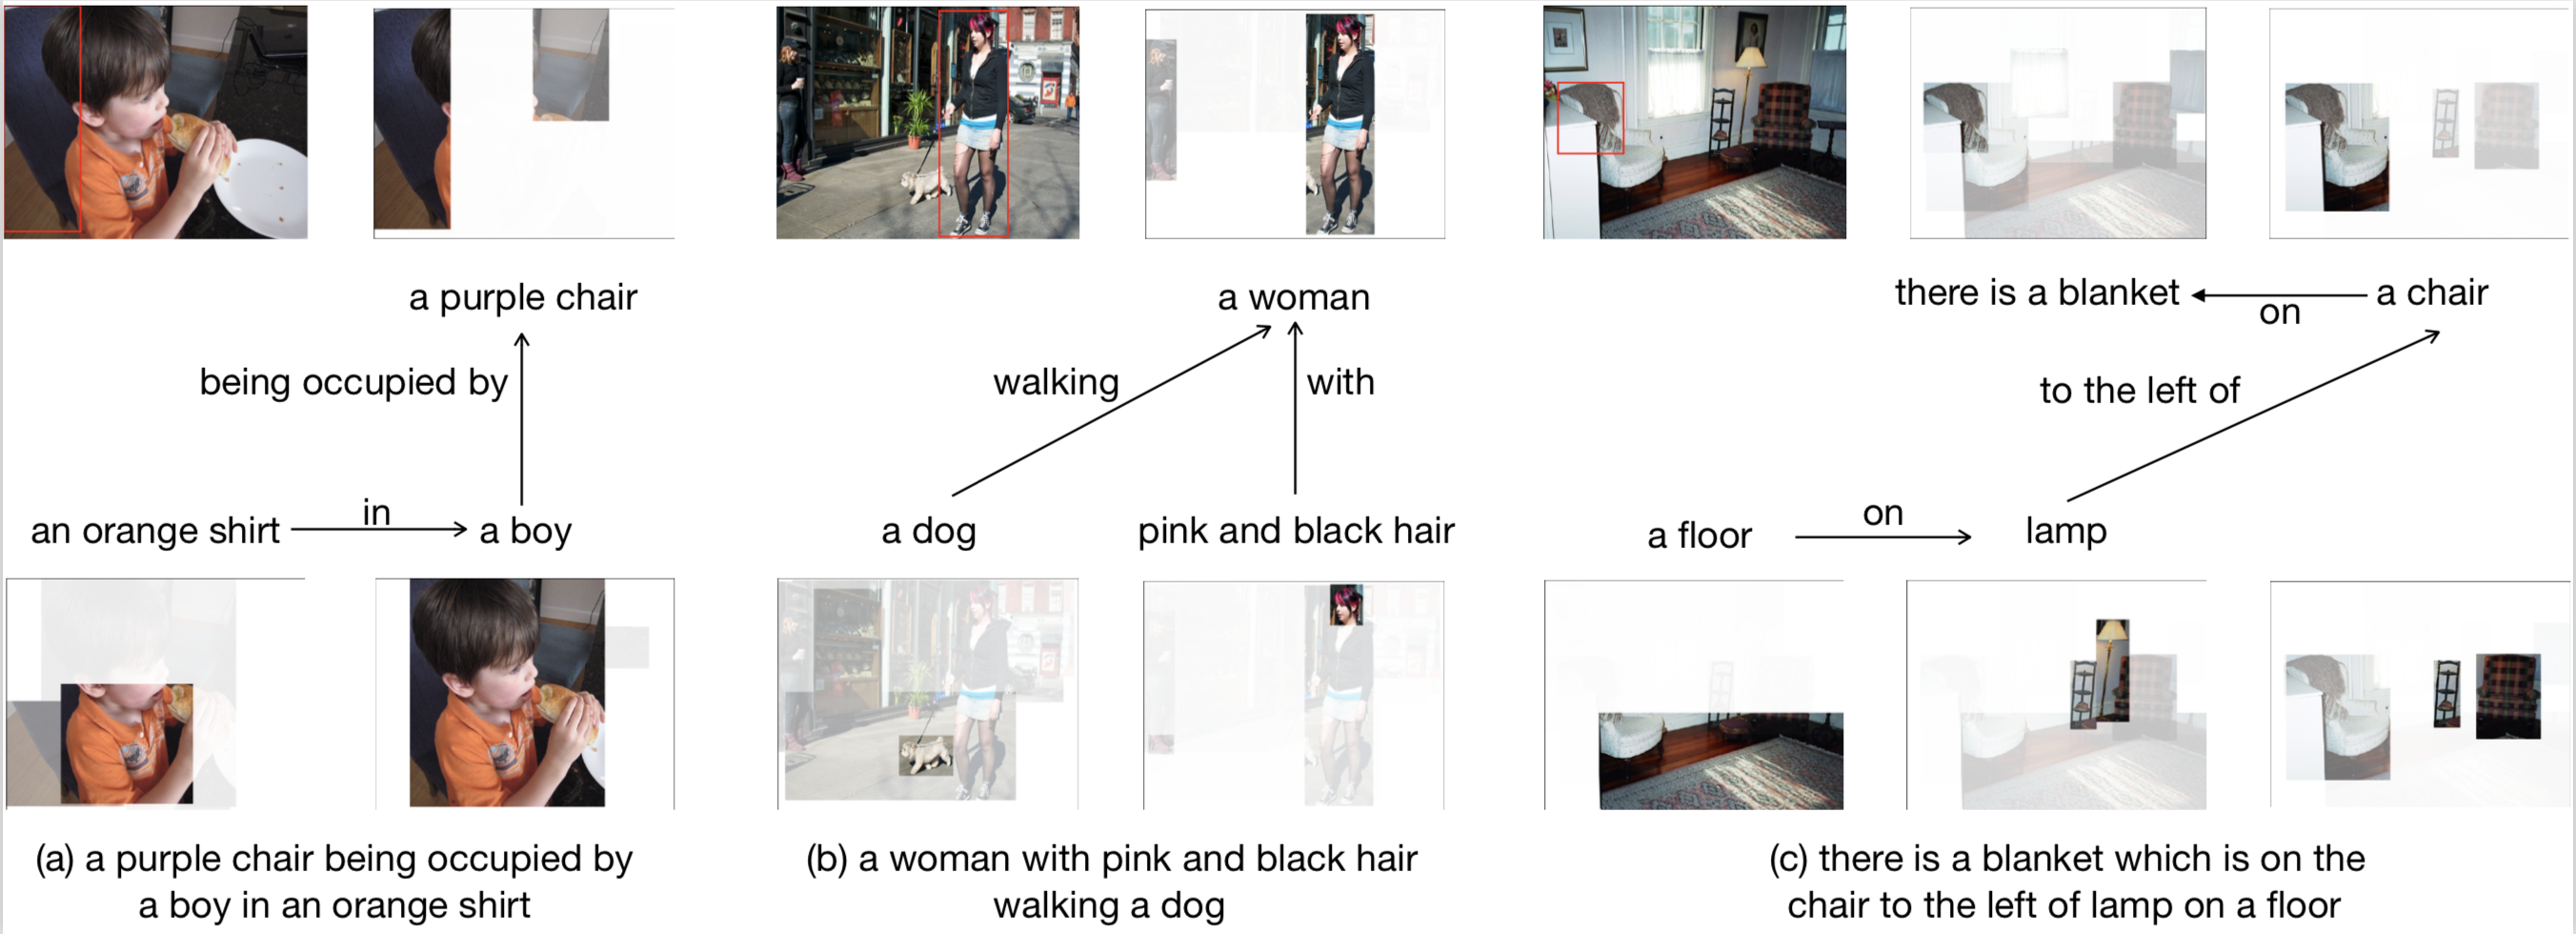 a purple chair
being occupied by
an orange shirt
in
a boy
(a) a purple chair being occupied by
a boy in an orange shirt
a woman
walking
with
a dog
pink and black hair
(b) a woman with pink and black hair
walking a dog
there is a blanket
on
a chair
to the left of
a floor
on
lamp
(c) there is a blanket which is on the
chair to the left of lamp on a floor